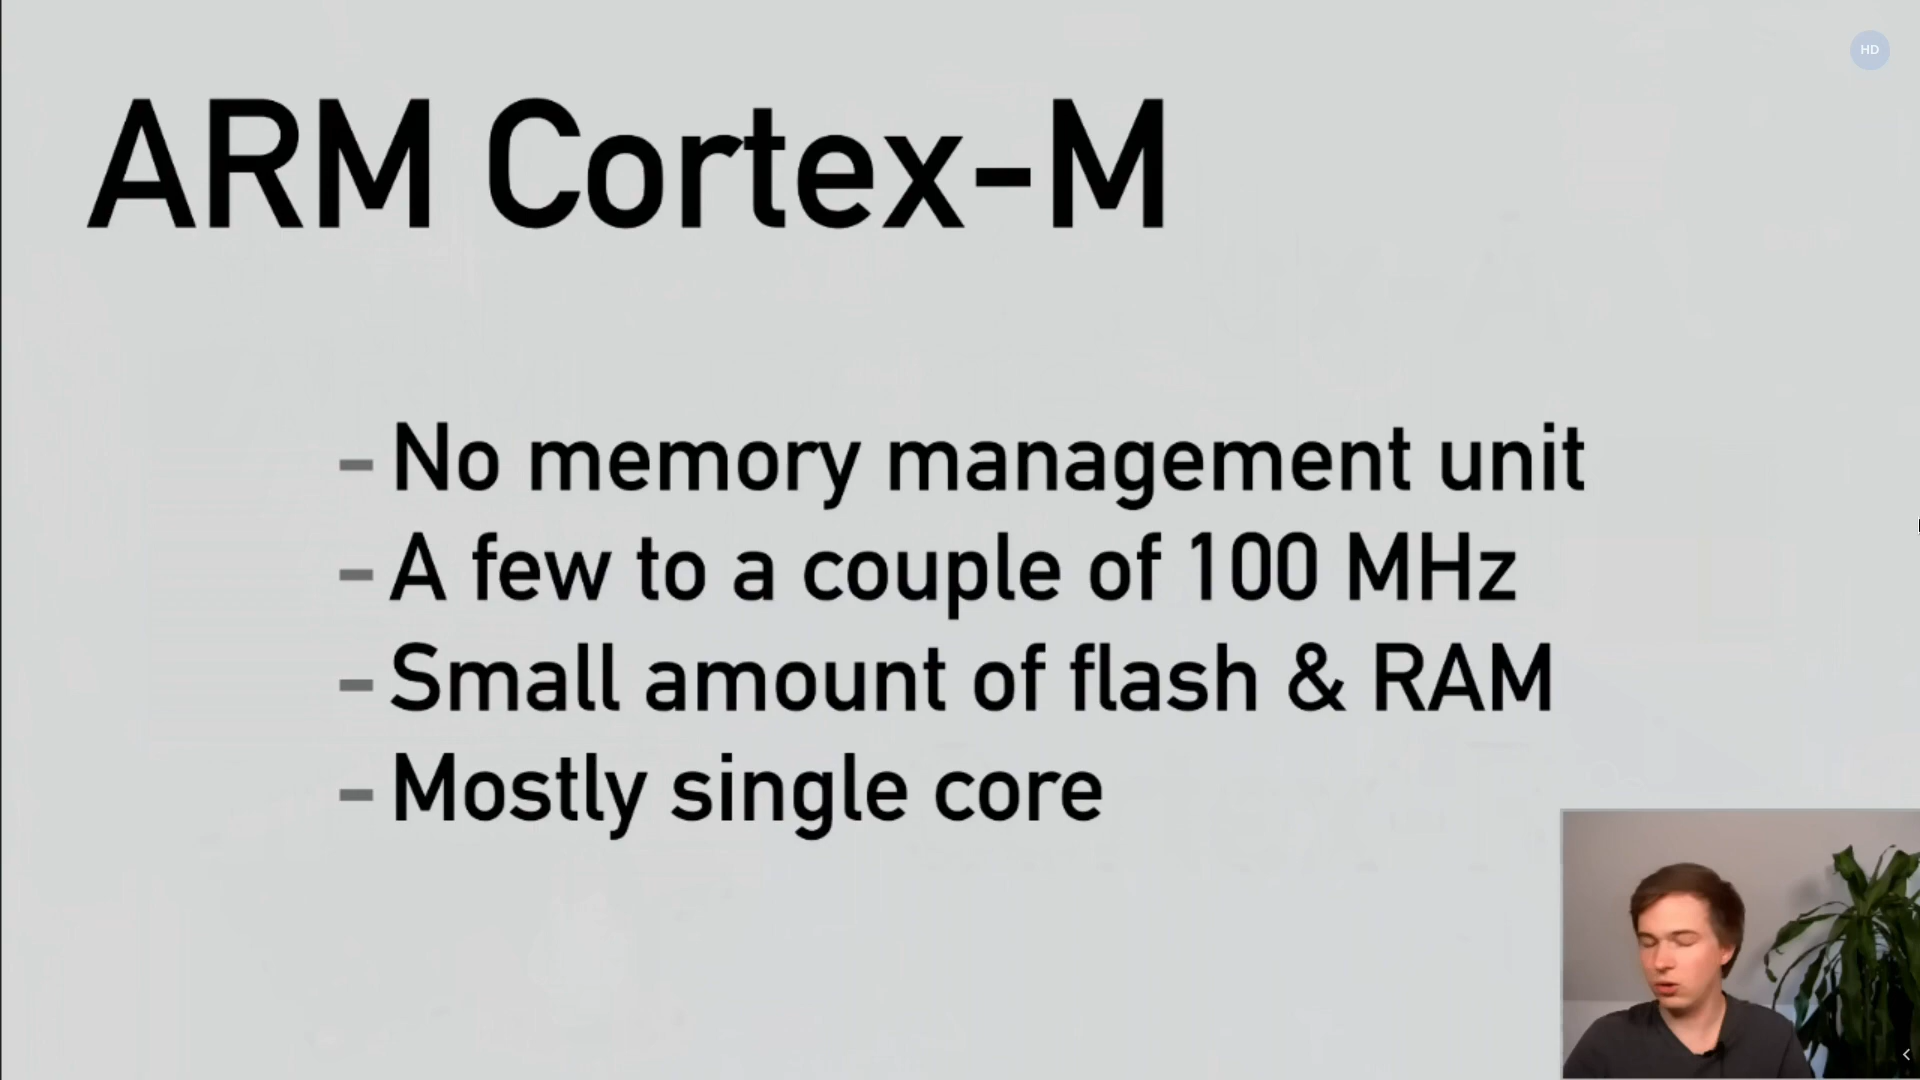 HD
ARM Cortex-M
- No memory management unit
- A few to a couple of 100 MHz
- Small amount of flash & RAM
- Mostly single core